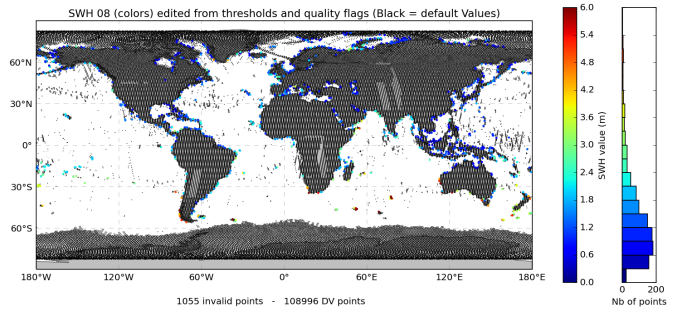 SWH 08 (colors) edited from thresholds and quality flags (Black = default Values)
60°N
30°N
0°
30°S
60°S
180°W
120°W
60°W
0°
60°E
120°E
180°E
1055 invalid points - 108996 DV points
6.0
5.4
4.8
4.2
3.6
3.0
2.4
1.8
1.2
0.6
0.0
SWH value (m)
0
200
Nb of points